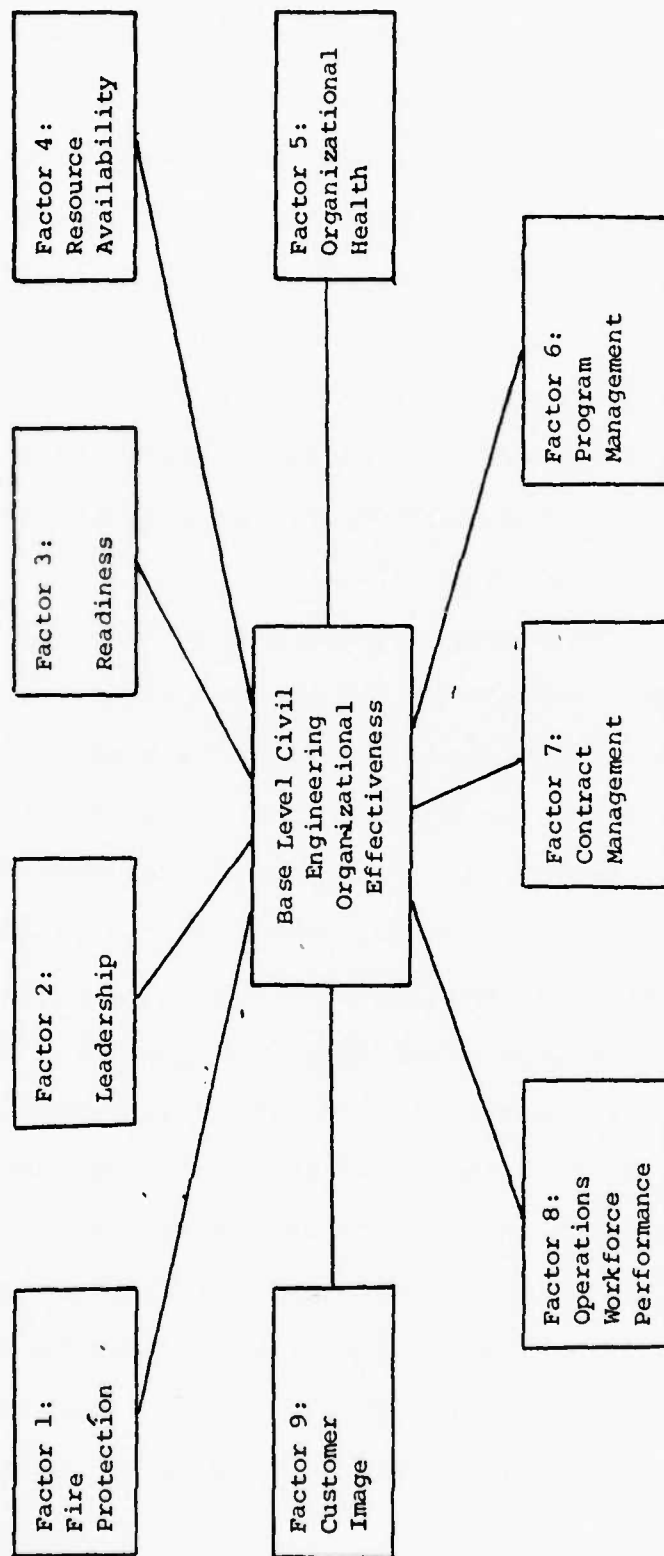 Factor 1:
Fire
Protection
Factor 2:
Leadership
Factor 3:
Readiness
Factor 4:
Resource
Availability
Factor 9:
Customer
Image
Base Level Civil
Engineering
Organizational
Effectiveness
Factor 5:
Organizational
Health
Factor 8:
Operations
Workforce
Performance
Factor 7:
Contract
Management
Factor 6:
Program
Management